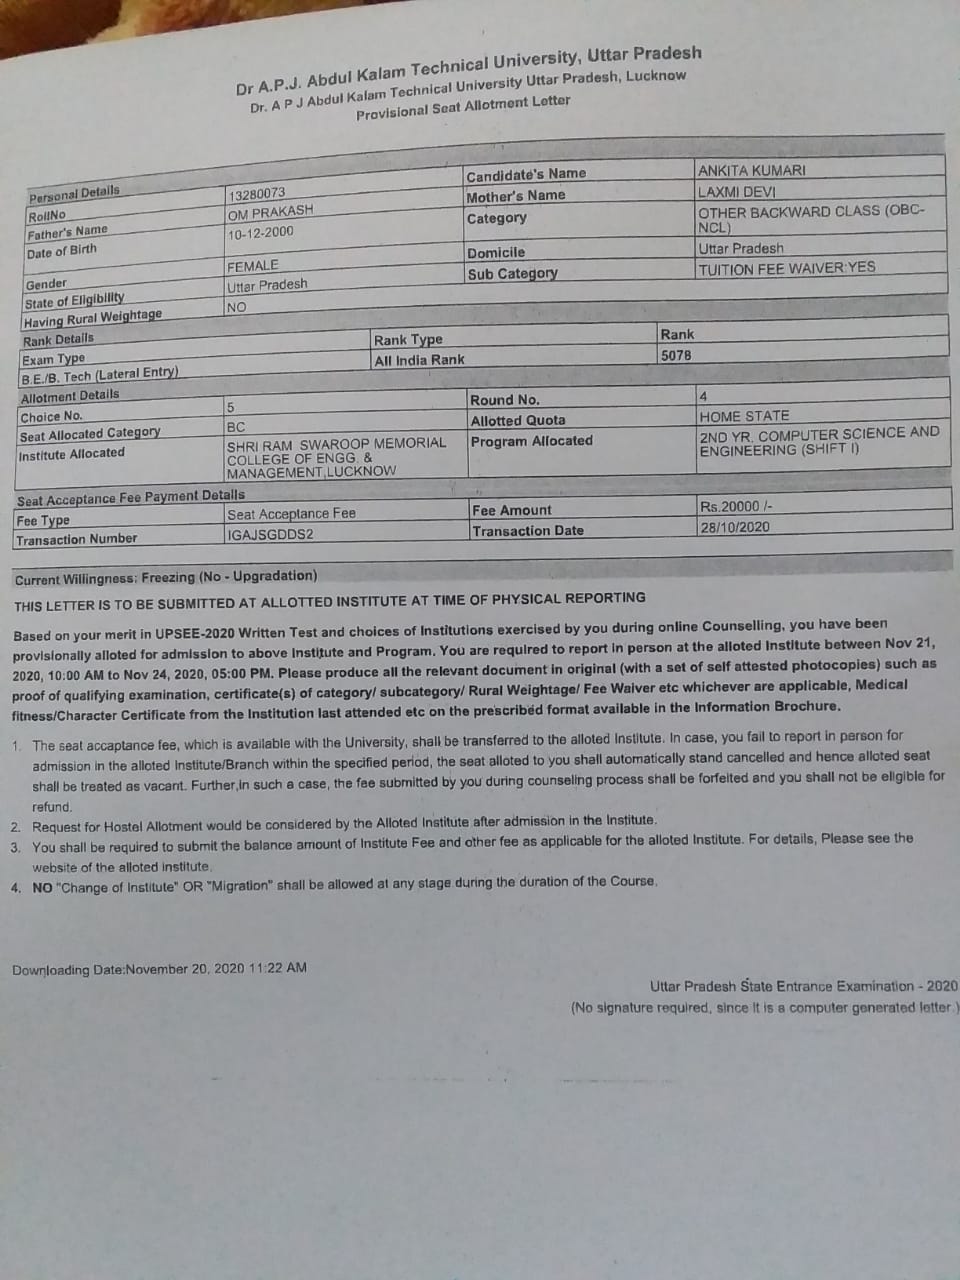 Dr A.P.J. Abdul Kalam Technical University, Uttar Pradesh
Dr. A P J Abdul Kalam Technical University Uttar Pradesh, Lucknow
Provisional Seat Allotment Letter
Personal Details
RollNo 13280073 Candidate's Name ANKITA KUMARI
Father's Name OM PRAKASH Mother's Name LAXMI DEVI
Date of Birth 10-12-2000 Category OTHER BACKWARD CLASS (OBC-
NCL)
Gender FEMALE Domicile Uttar Pradesh
State of Eligibility Uttar Pradesh Sub Category TUITION FEE WAIVER:YES
Having Rural Weightage NO
Rank Details
Exam Type Rank Type Rank
B.E./B. Tech (Lateral Entry) All India Rank 5078
Allotment Details
Choice No. 5 Round No. 4
Seat Allocated Category BC Allotted Quota HOME STATE
Institute Allocated SHRI RAM SWAROOP MEMORIAL Program Allocated 2ND YR. COMPUTER SCIENCE AND
COLLEGE OF ENGG. & ENGINEERING (SHIFT I)
MANAGEMENT,LUCKNOW
Seat Acceptance Fee Payment Details
Fee Type Seat Acceptance Fee Fee Amount Rs.20000 /-
Transaction Number IGAJSGDDS2 Transaction Date 28/10/2020
Current Willingness: Freezing (No - Upgradation)
THIS LETTER IS TO BE SUBMITTED AT ALLOTTED INSTITUTE AT TIME OF PHYSICAL REPORTING
Based on your merit in UPSEE-2020 Written Test and choices of Institutions exercised by you during online Counselling, you have been
provisionally alloted for admission to above Institute and Program. You are required to report in person at the alloted Institute between Nov 21,
2020, 10:00 AM to Nov 24, 2020, 05:00 PM. Please produce all the relevant document in original (with a set of self attested photocopies) such as
proof of qualifying examination, certificate(s) of category/ subcategory/ Rural Weightage/ Fee Waiver etc whichever are applicable, Medical
fitness/Character Certificate from the Institution last attended etc on the prescribed format available in the Information Brochure.
1. The seat accaptance fee, which is available with the University, shall be transferred to the alloted Institute. In case, you fail to report in person for
admission in the alloted Institute/Branch within the specified period, the seat alloted to you shall automatically stand cancelled and hence alloted seat
shall be treated as vacant. Further,in such a case, the fee submitted by you during counseling process shall be forfeited and you shall not be eligible for
refund.
2. Request for Hostel Allotment would be considered by the Alloted Institute after admission in the Institute.
3. You shall be required to submit the balance amount of Institute Fee and other fee as applicable for the alloted Institute. For details, Please see the
website of the alloted institute.
4. NO "Change of Institute" OR "Migration" shall be allowed at any stage during the duration of the Course.
Downloading Date:November 20, 2020 11:22 AM
Uttar Pradesh State Entrance Examination - 2020
(No signature required, since it is a computer generated letter.)